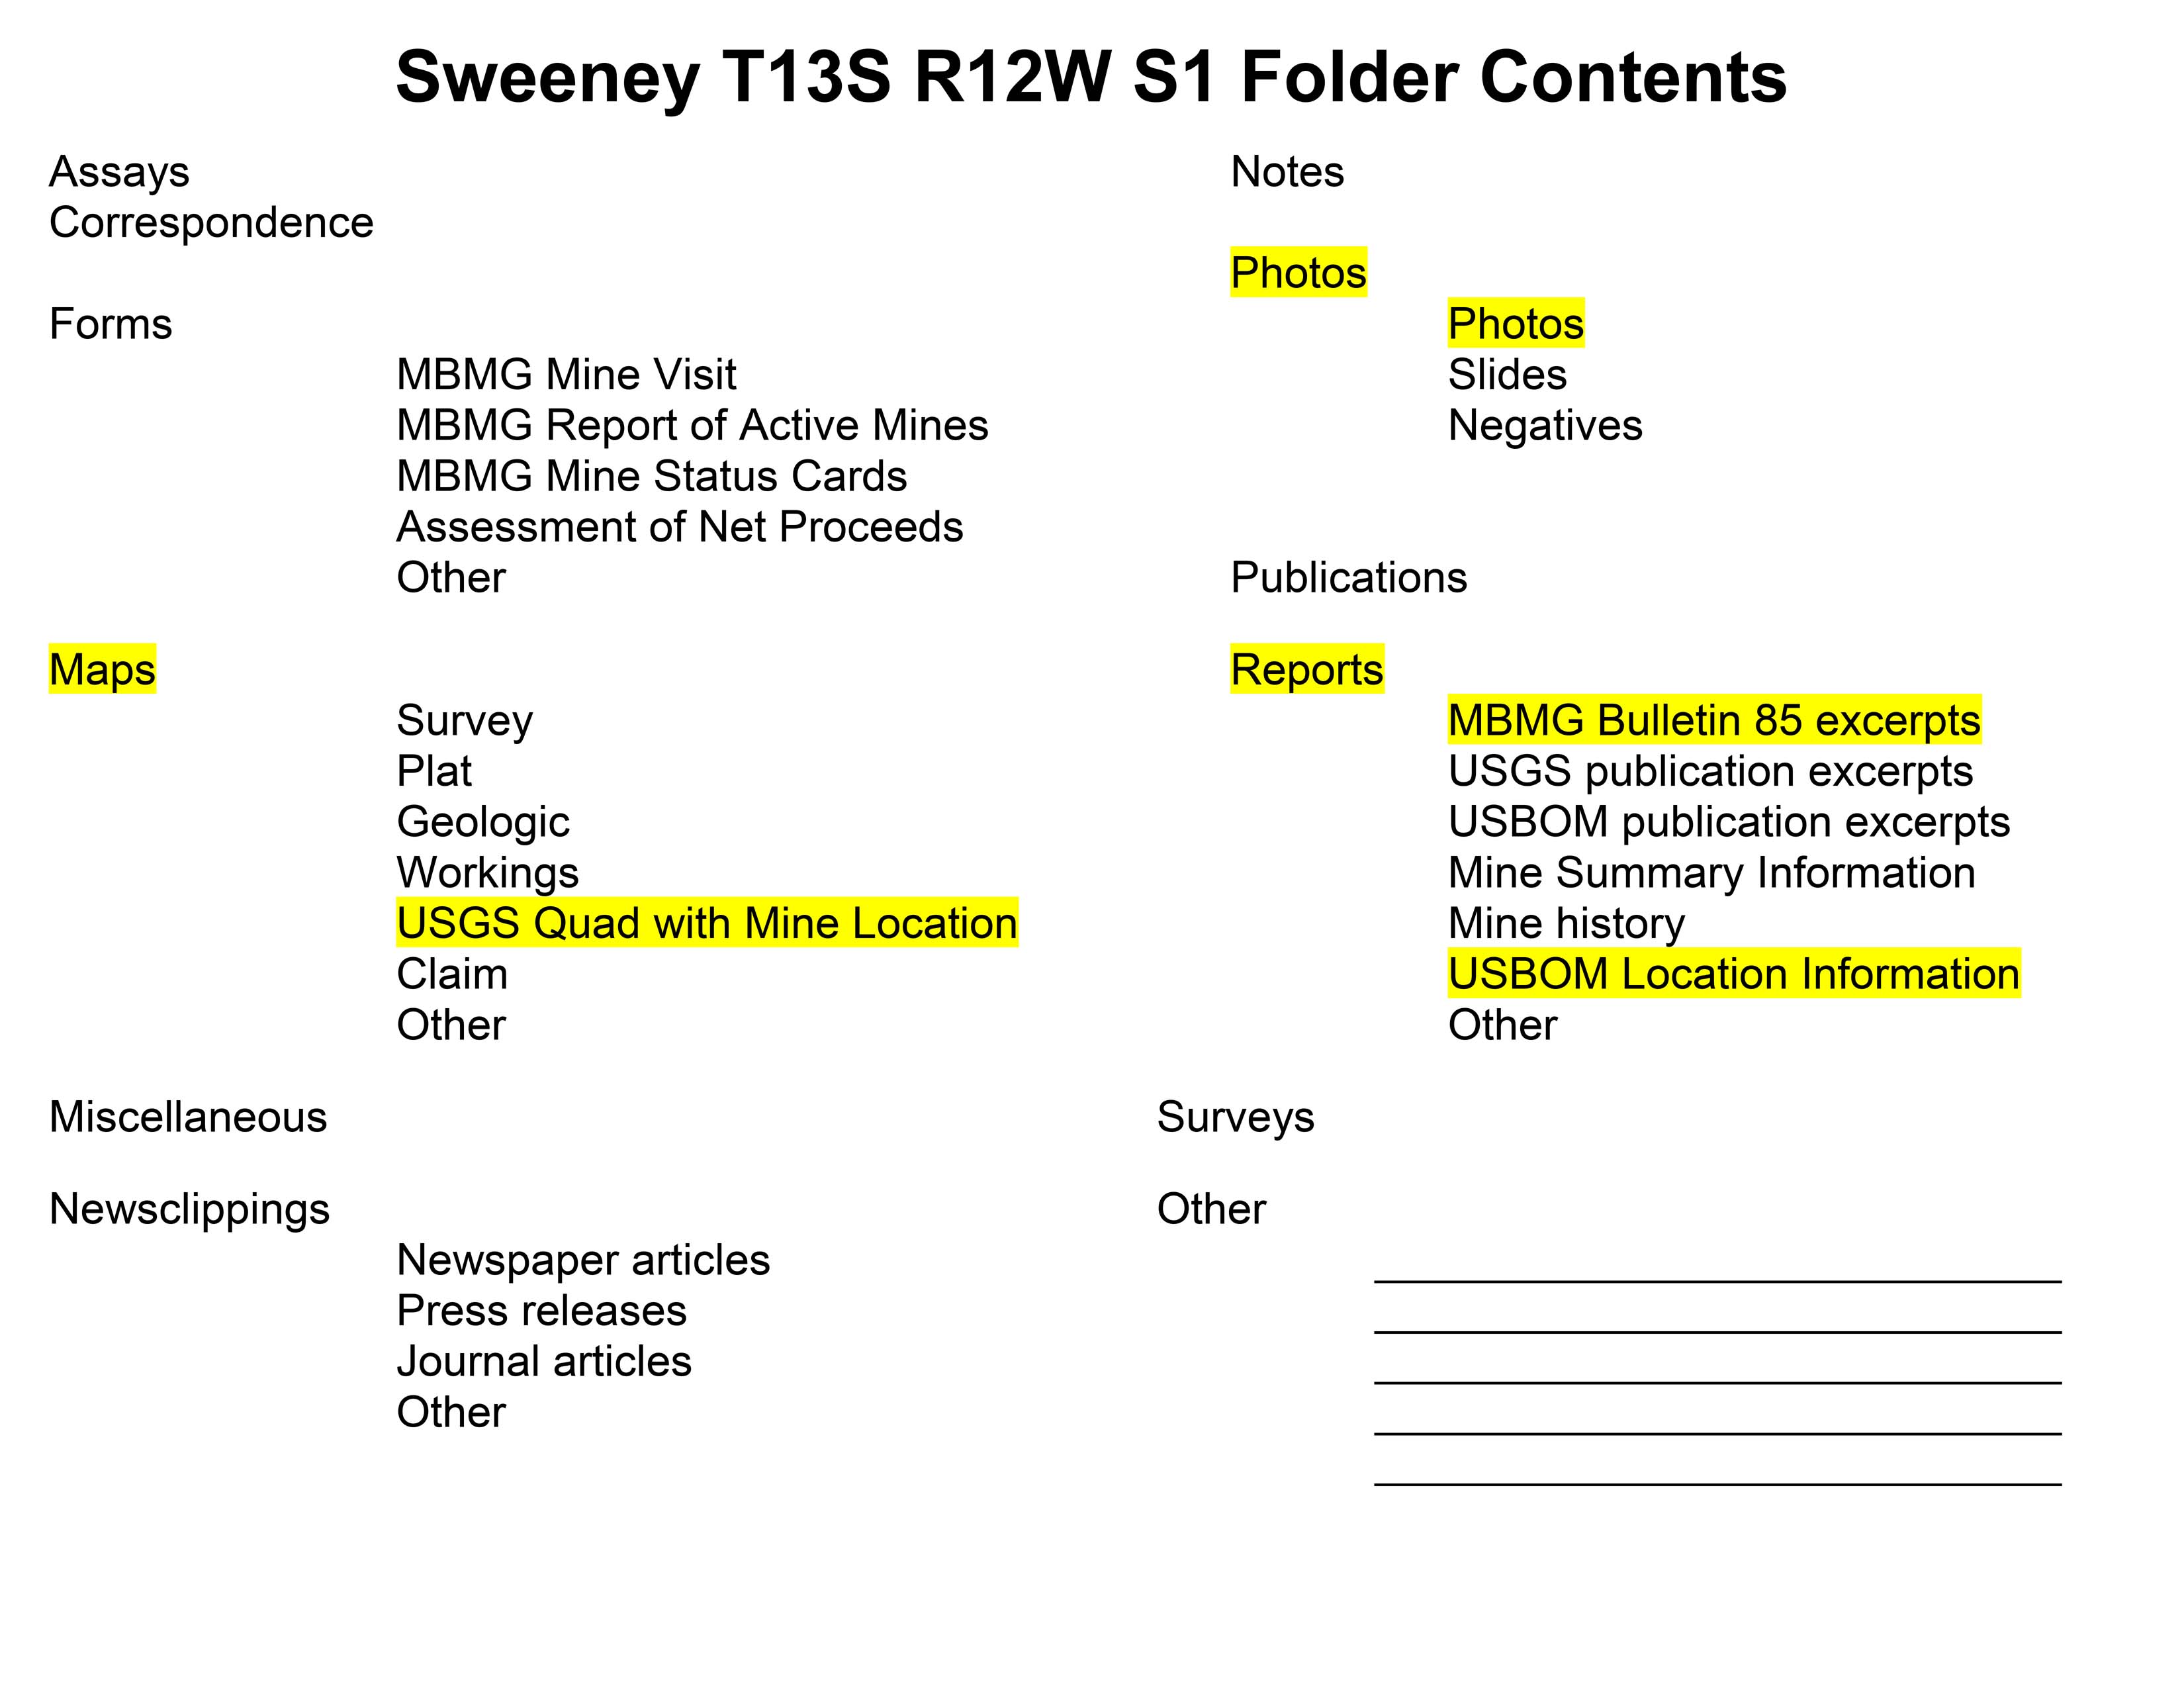 Sweeney T13S R12W S1 Folder Contents
Assays
Correspondence
Forms
MBMG Mine Visit
MBMG Report of Active Mines
MBMG Mine Status Cards
Assessment of Net Proceeds
Other
Maps
Survey
Plat
Geologic
Workings
USGS Quad with Mine Location
Claim
Other
Miscellaneous
Newsclippings
Newspaper articles
Press releases
Journal articles
Other
Notes
Photos
Photos
Slides
Negatives
Publications
Reports
MBMG Bulletin 85 excerpts
USGS publication excerpts
USBOM publication excerpts
Mine Summary Information
Mine history
USBOM Location Information
Other
Surveys
Other